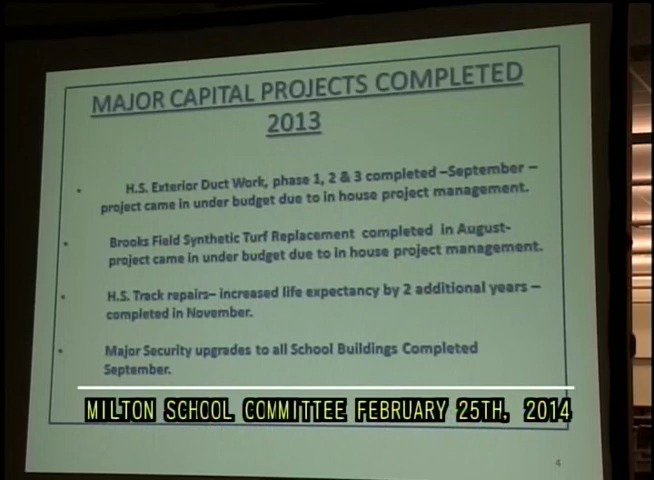 MAJOR CAPITAL PROJECTS COMPLETED
2013
• H.S. Exterior Duct Work, phase 1, 2 & 3 completed –September –
project came in under budget due to in house project management.
• Brooks Field Synthetic Turf Replacement completed in August-
project came in under budget due to in house project management.
• H.S. Track repairs– increased life expectancy by 2 additional years –
completed in November.
• Major Security upgrades to all School Buildings Completed
September.
MILTON SCHOOL COMMITTEE FEBRUARY 25TH, 2014
4